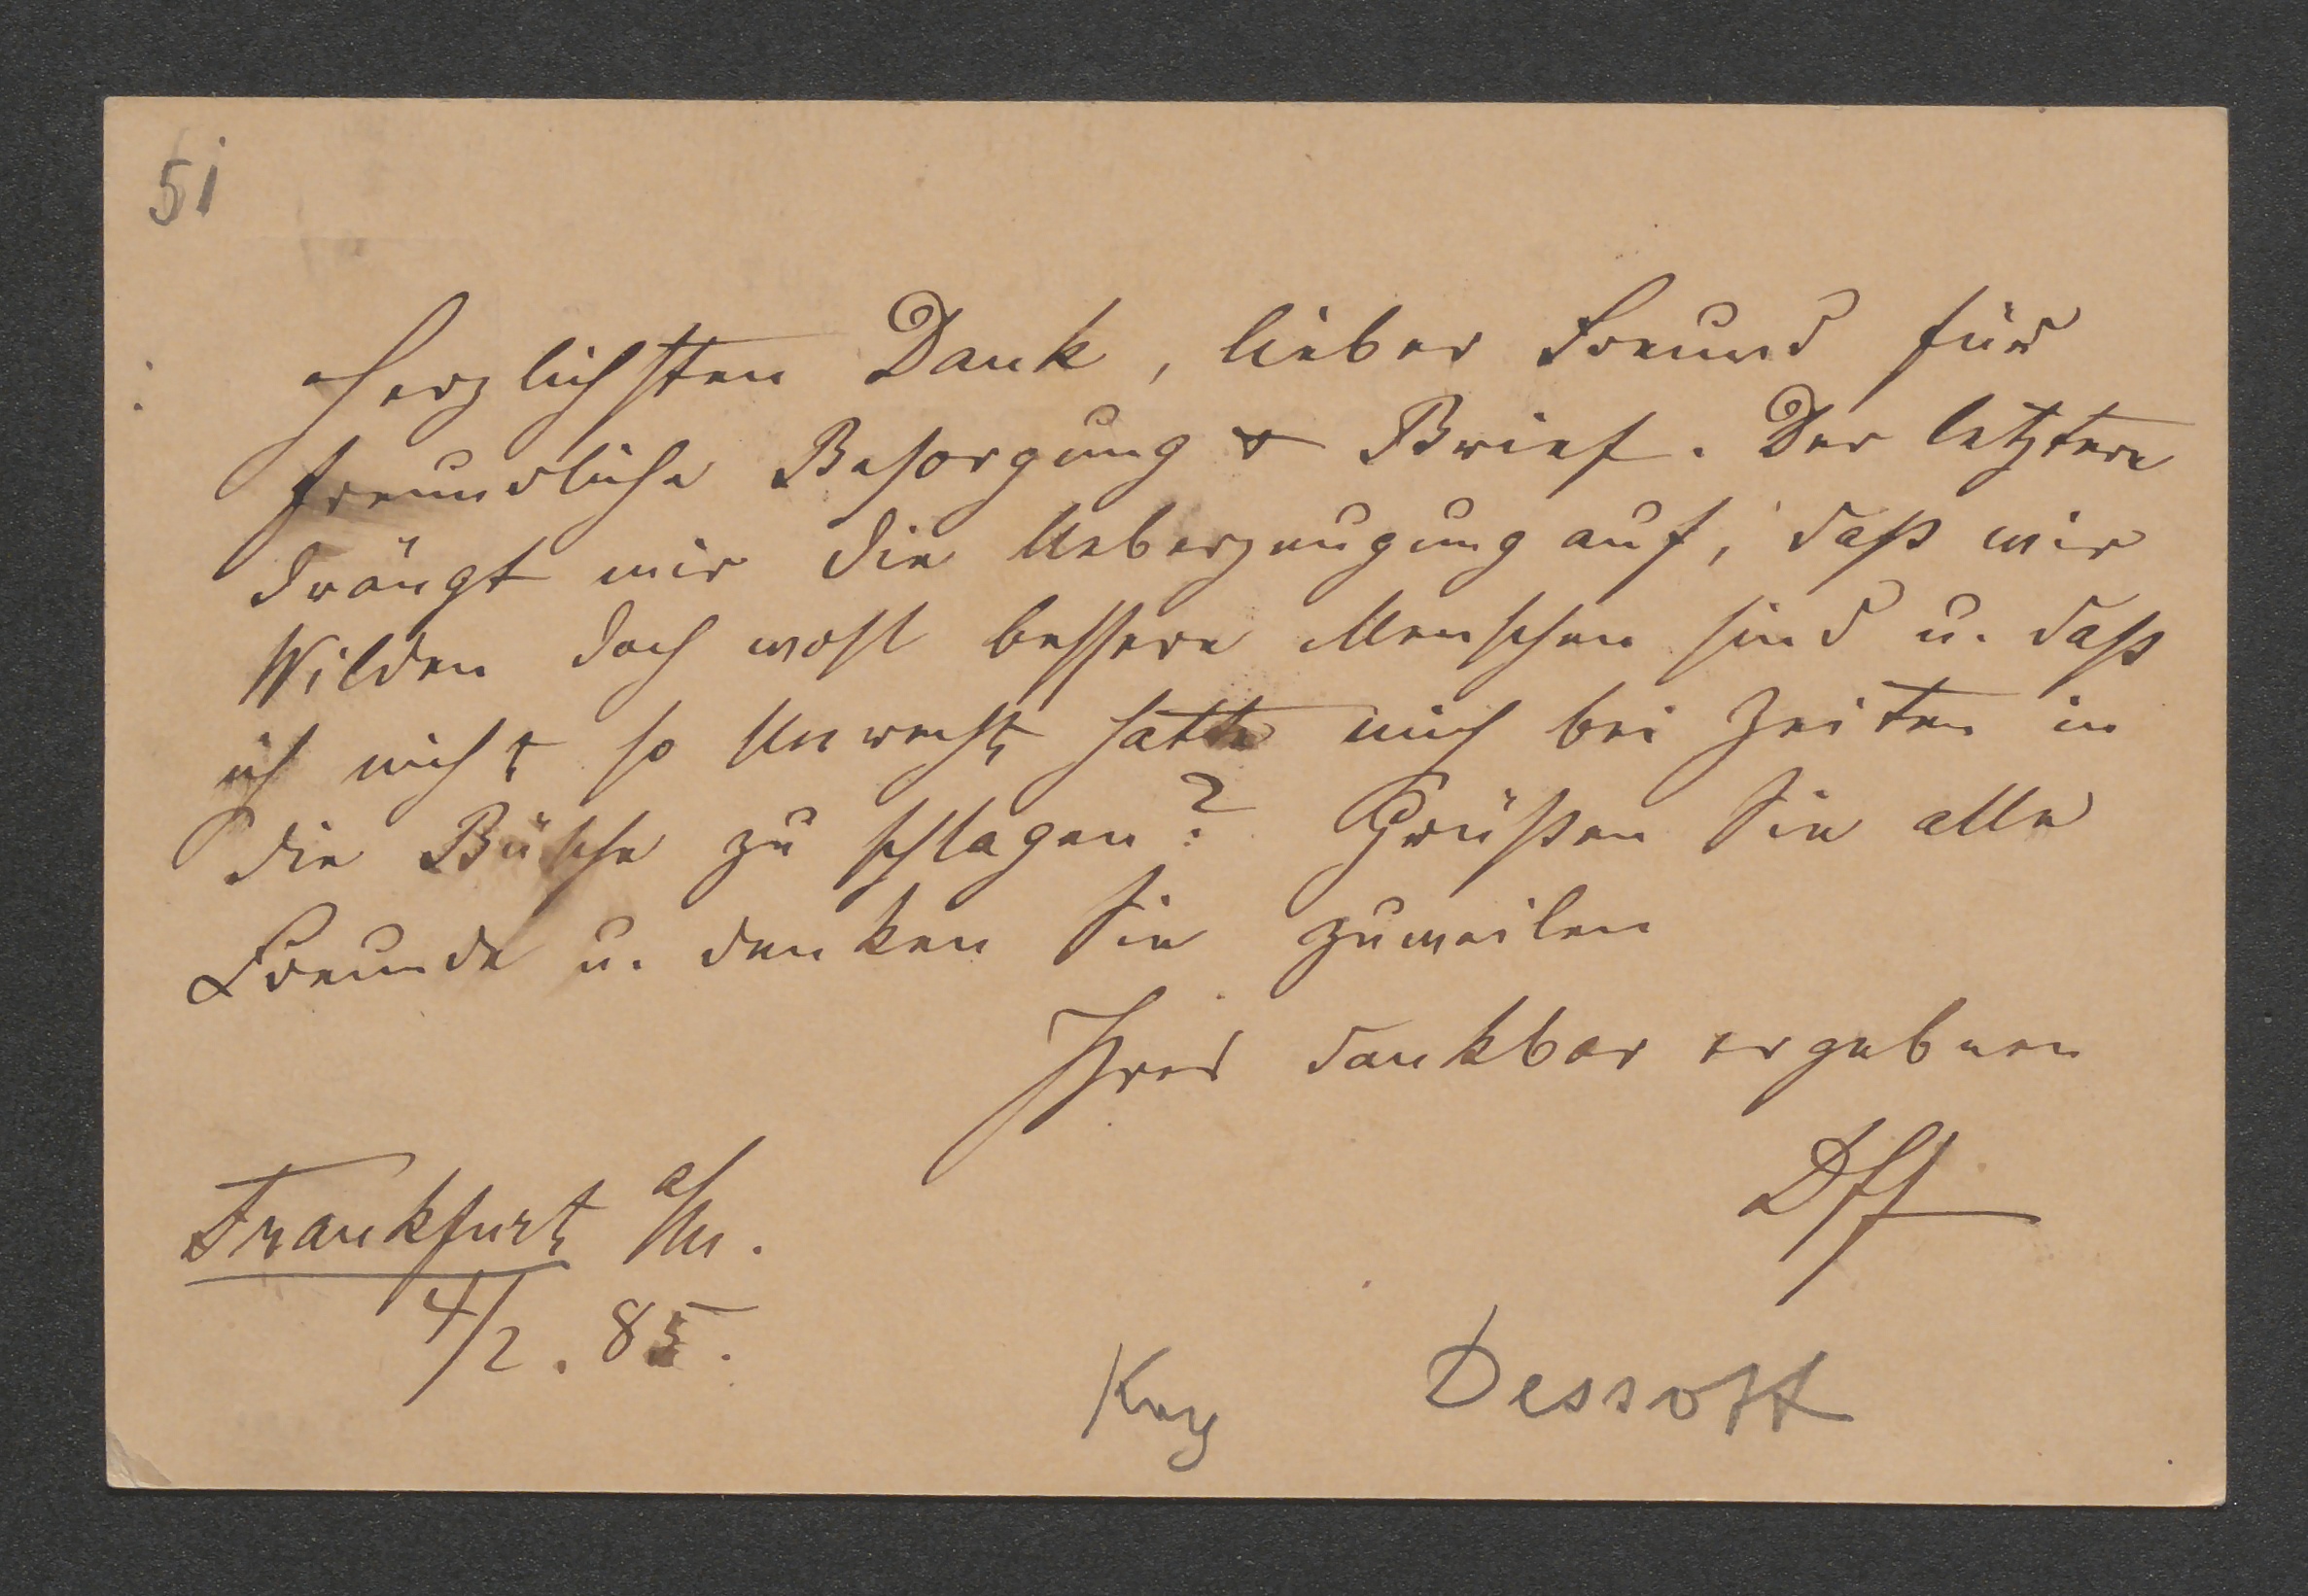 51
Herzlichsten Dank, lieber Freund für
freundliche Besorgung & Brief. Der letztere
drängt mir die Ueberzeugung auf, daß wir
Wilden doch wohl bessere Menschen sind u. daß
ich nicht so Unrecht hatte mich bei Zeiten in
die Büsche zu schlagen? Grüßen Sie alle
Freunde u. denken Sie zuweilen
Ihres dankbar ergebnen
Dff
Frankfurt a/M.
4/2. 85.
Dessoff